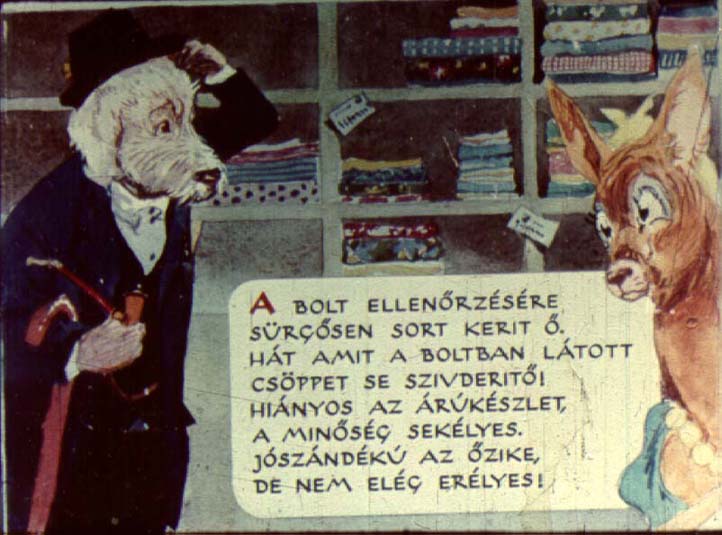 A BOLT ELLENŐRZÉSÉRE
SÜRGŐSEN SORT KERIT Ő.
HÁT AMIT A BOLTBAN LÁTOTT
CSÖPPET SE SZIVDERITŐ!
HIÁNYOS AZ ÁRÚKÉSZLET,
A MINŐSÉG SEKÉLYES.
JÓSZÁNDÉKÚ AZ ŐZIKE,
DE NEM ELÉG ERÉLYES!